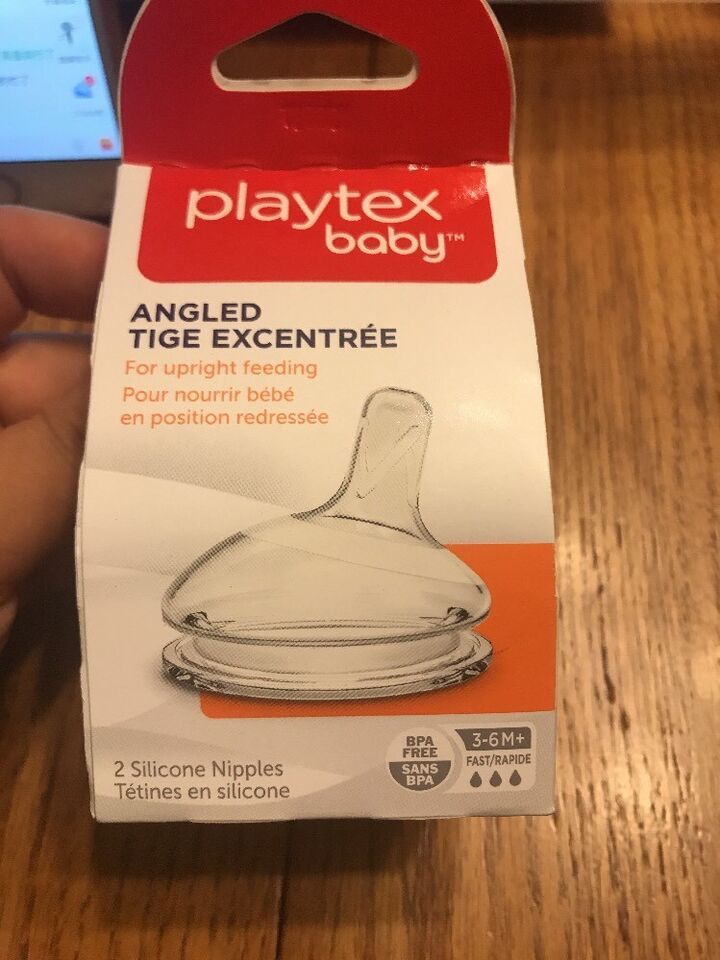 playtex
baby™
ANGLED
TIGE EXCENTRÉE
For upright feeding
Pour nourrir bébé
en position redressée
2 Silicone Nipples
Tétines en silicone
BPA
FREE
SANS
BPA
3-6M+
FAST/RAPIDE